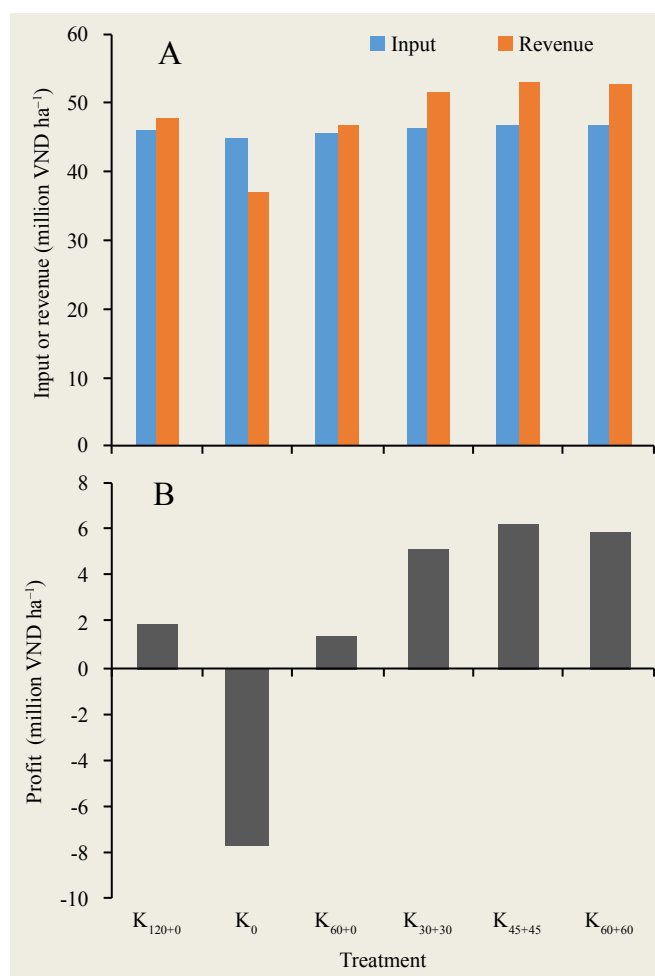 A
Input
Revenue
Input or revenue (million VND ha⁻¹)
60
50
40
30
20
10
0
B
Profit (million VND ha⁻¹)
8
6
4
2
0
-2
-4
-6
-8
-10
K₁₂₀₊₀ K₀ K₆₀₊₀ K₃₀₊₃₀ K₄₅₊₄₅ K₆₀₊₆₀
Treatment